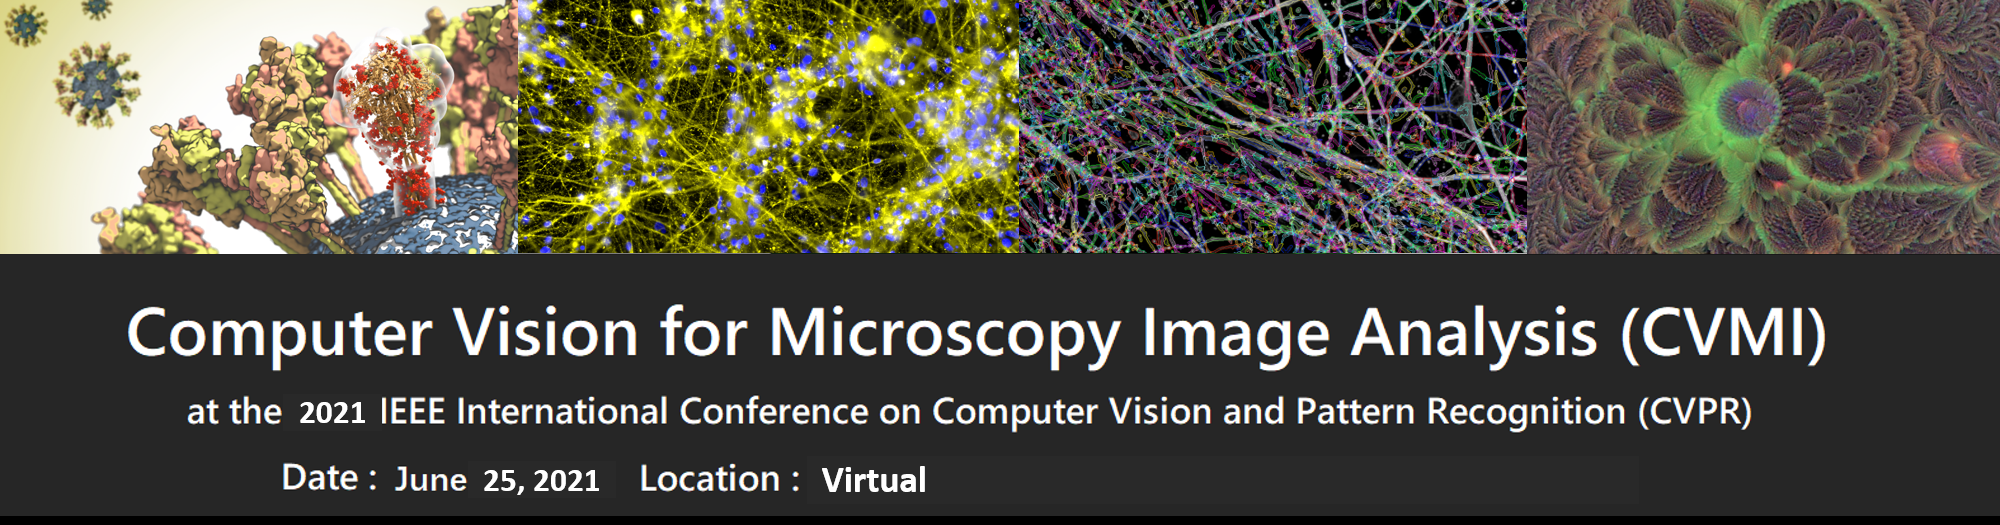 Computer Vision for Microscopy Image Analysis (CVMI)
at the 2021 IEEE International Conference on Computer Vision and Pattern Recognition (CVPR)
Date : June 25, 2021 Location : Virtual